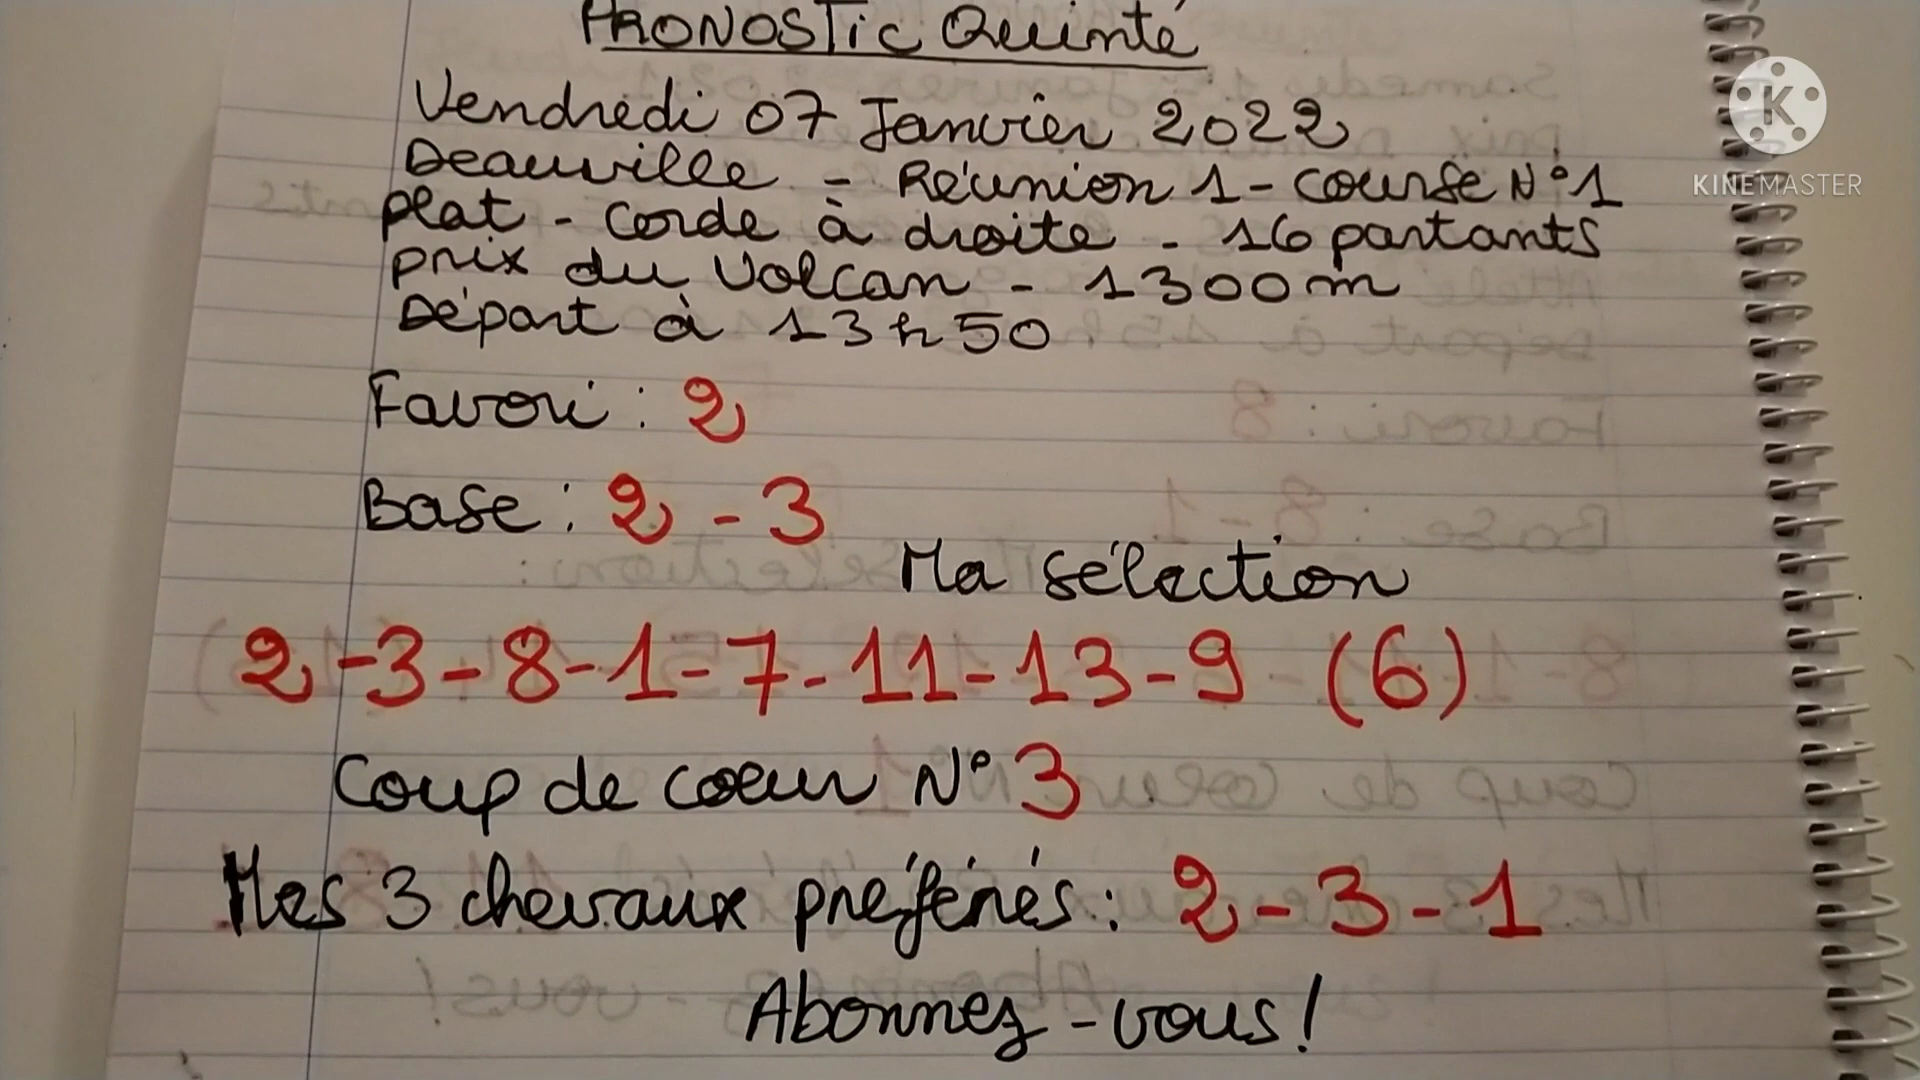 PRONOSTIC Quinté
Vendredi 07 Janvier 2022
Deauville - Réunion 1 - course N°1
plat - Corde à droite - 16 partants
prix du Volcan - 1300m
Départ à 13h50
Favori : 2
Base : 2 - 3
Ma sélection
2 - 3 - 8 - 1 - 7 - 11 - 13 - 9 - (6)
Coup de coeur N° 3
Mes 3 chevaux préférés : 2 - 3 - 1
Abonnez - vous !
K
KINEMASTER